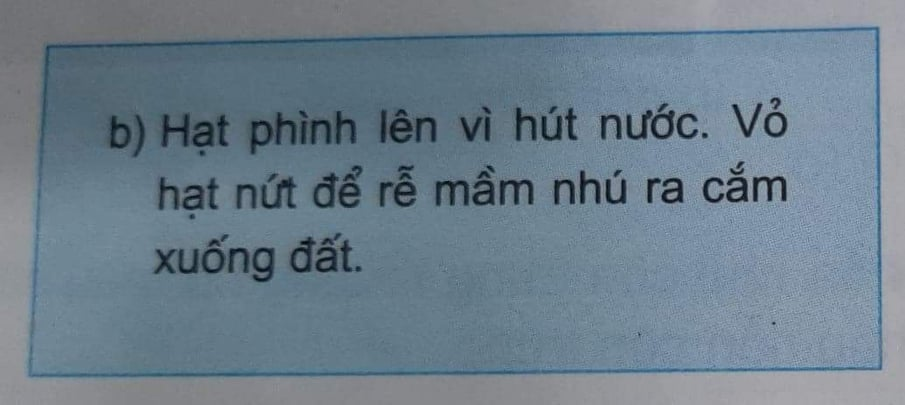 b) Hạt phình lên vì hút nước. Vỏ
hạt nứt để rễ mầm nhú ra cắm
xuống đất.